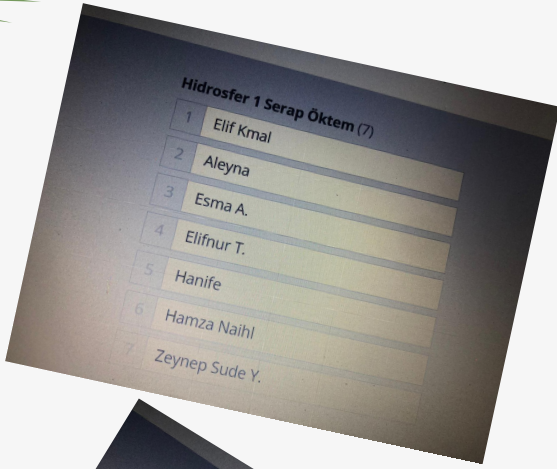 Hidrosfer 1 Serap Öktem (7)
1 Elif Kmal
2 Aleyna
3 Esma A.
4 Elifnur T.
5 Hanife
6 Hamza Naihl
7 Zeynep Sude Y.